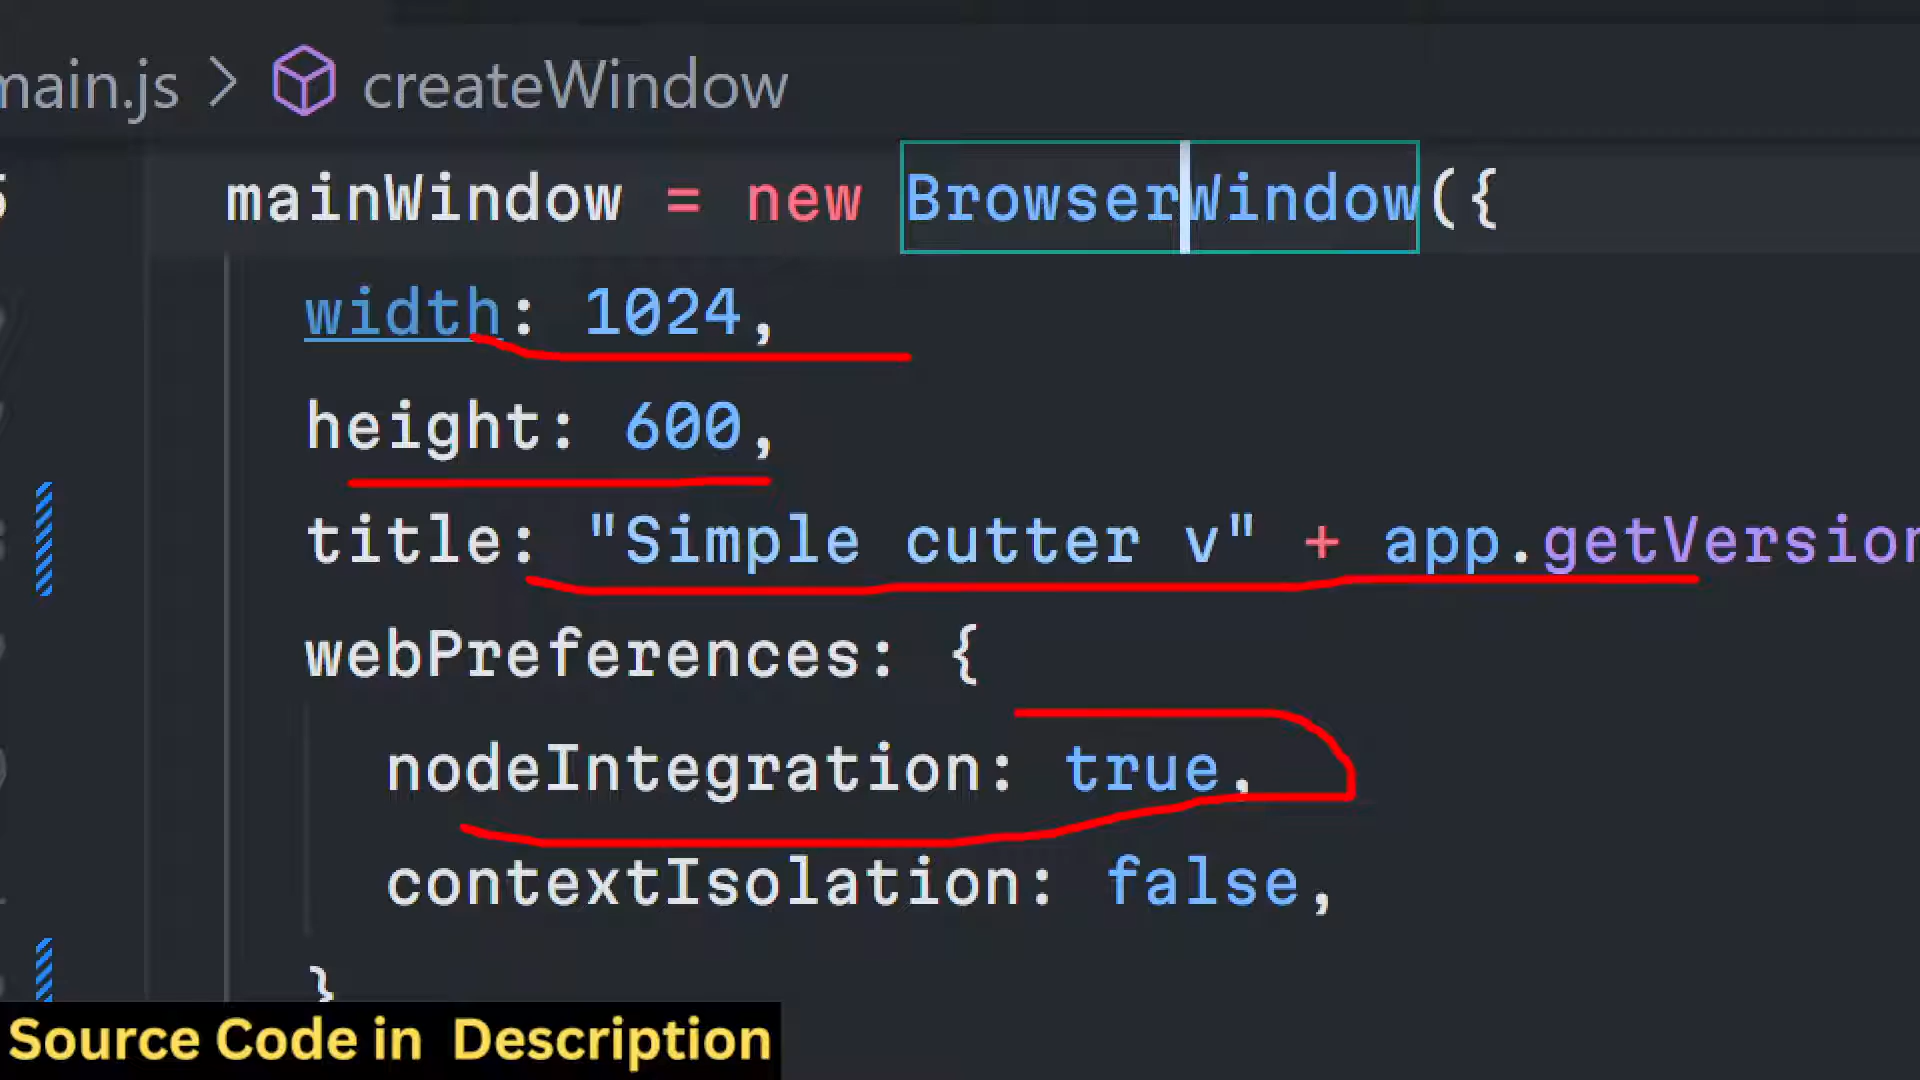 main.js > createWindow
mainWindow = new BrowserWindow({
width: 1024,
height: 600,
title: "Simple cutter v" + app.getVersion
webPreferences: {
nodeIntegration: true,
contextIsolation: false,
}
Source Code in Description